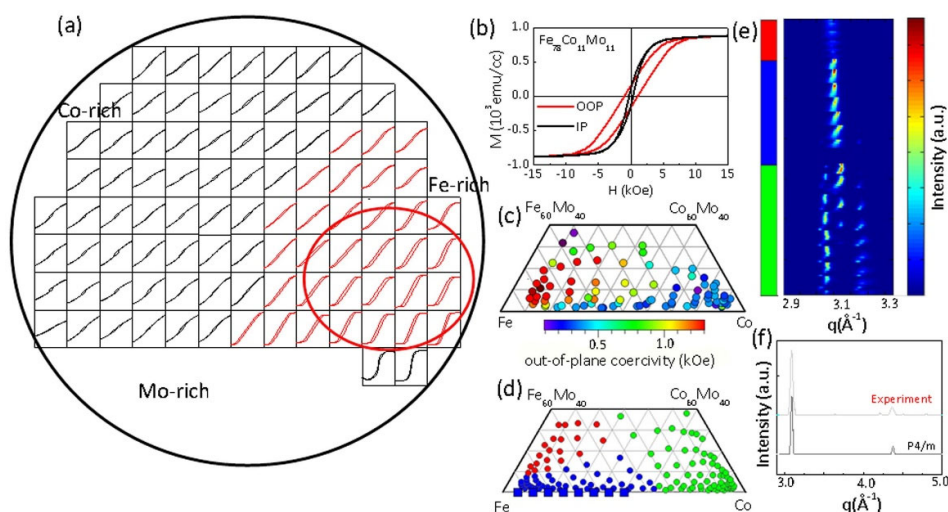 (a)
Co-rich
Fe-rich
Mo-rich
(b)
Fe78Co11Mo11
1.0
0.5
0.0
-0.5
-1.0
M (10³ emu/cc)
OOP
IP
-15 -10 -5 0 5 10 15
H (kOe)
(c)
Fe60Mo40
Co60Mo40
Fe
Co
0.5 1.0
out-of-plane coercivity (kOe)
(d)
Fe60Mo40
Co60Mo40
Fe
Co
(e)
Intensity (a.u.)
2.9 3.1 3.3
q(Å⁻¹)
(f)
Intensity (a.u.)
Experiment
P4/m
3.0 4.0 5.0
q(Å⁻¹)